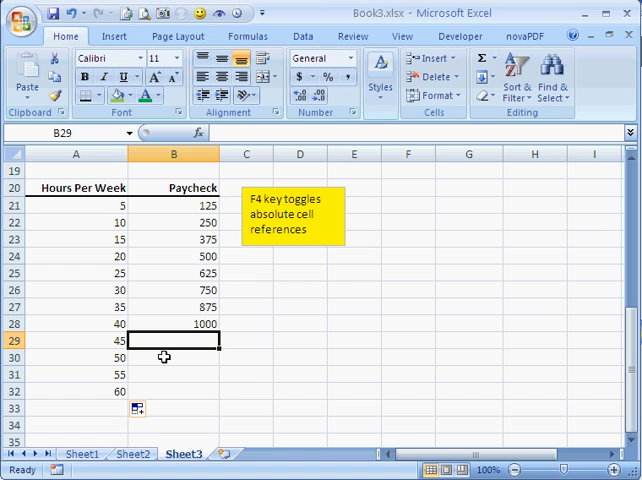 Book3.xlsx - Microsoft Excel
Home Insert Page Layout Formulas Data Review View Developer novaPDF
Calibri 11 General Insert Σ
B I U A A $ % , Delete
Paste Styles Format Sort & Filter Find & Select
Clipboard Font Alignment Number Cells Editing
B29 fx
A B C D E F G H I
19
20 Hours Per Week Paycheck
21 5 125
22 10 250
23 15 375
24 20 500
25 25 625
26 30 750
27 35 875
28 40 1000
29 45
30 50
31 55
32 60
33
34
35
F4 key toggles
absolute cell
references
Sheet1 Sheet2 Sheet3
Ready 100%